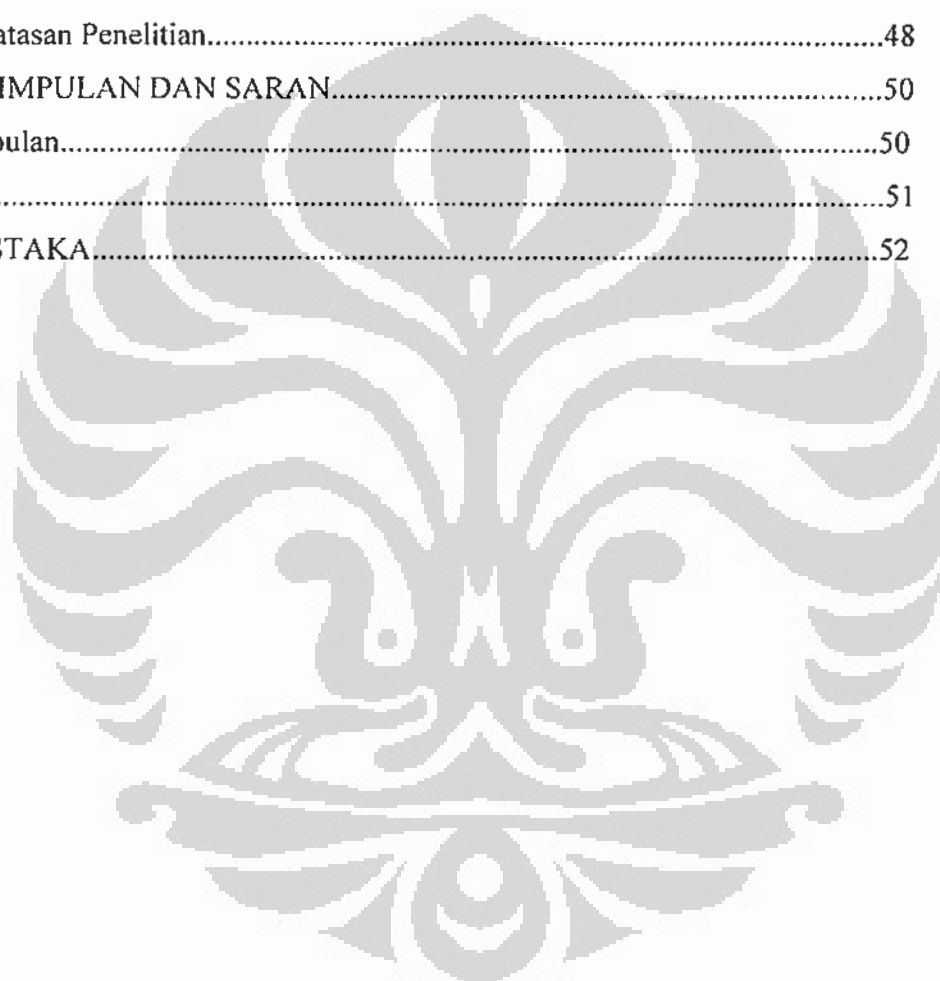 atasan Penelitian..........................................................................48
IMPULAN DAN SARAN............................................................50
pulan.........................................................................................50
................................................................................................51
STAKA......................................................................................52